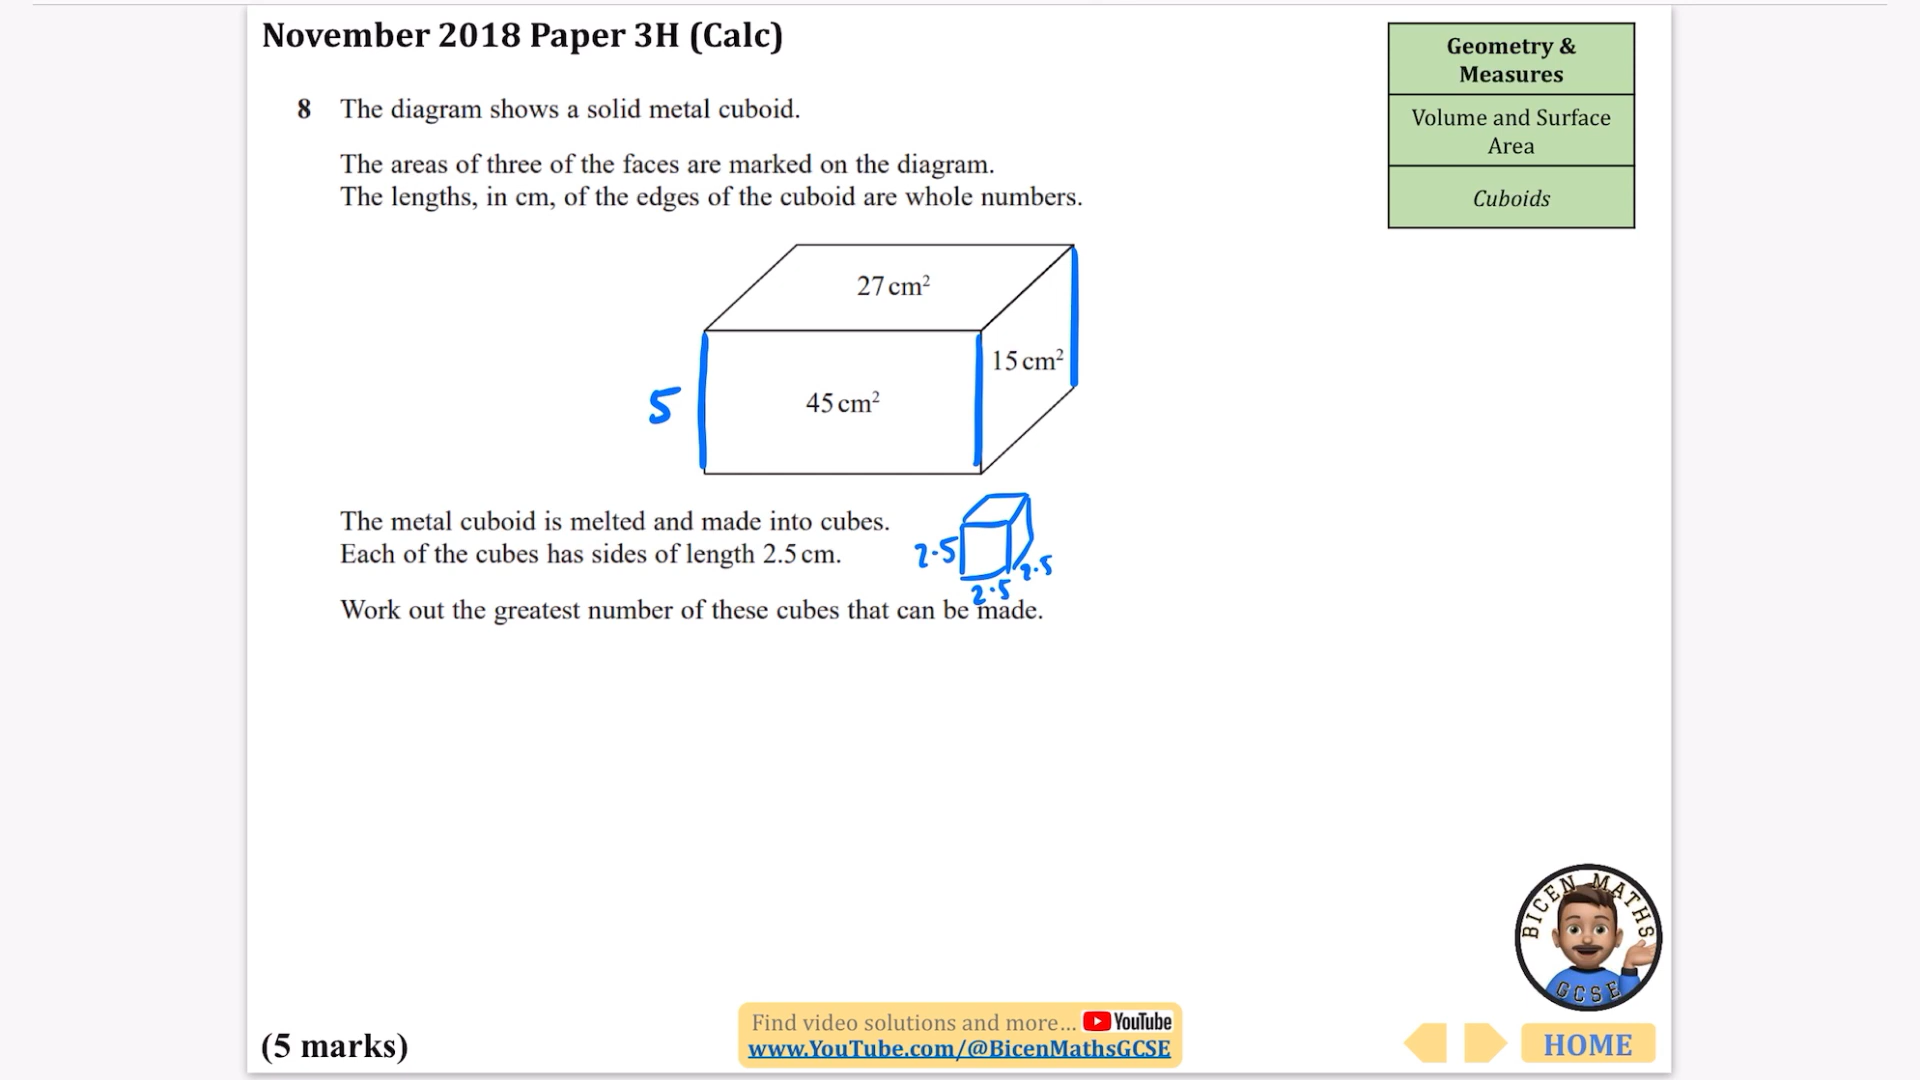 November 2018 Paper 3H (Calc)
Geometry &
Measures
Volume and Surface
Area
Cuboids
8 The diagram shows a solid metal cuboid.
The areas of three of the faces are marked on the diagram.
The lengths, in cm, of the edges of the cuboid are whole numbers.
27 cm²
15 cm²
5
45 cm²
The metal cuboid is melted and made into cubes.
Each of the cubes has sides of length 2.5 cm.
2.5
2.5
2.5
Work out the greatest number of these cubes that can be made.
BICEN MATHS
GCSE
(5 marks)
Find video solutions and more... YouTube
www.YouTube.com/@BicenMathsGCSE
HOME